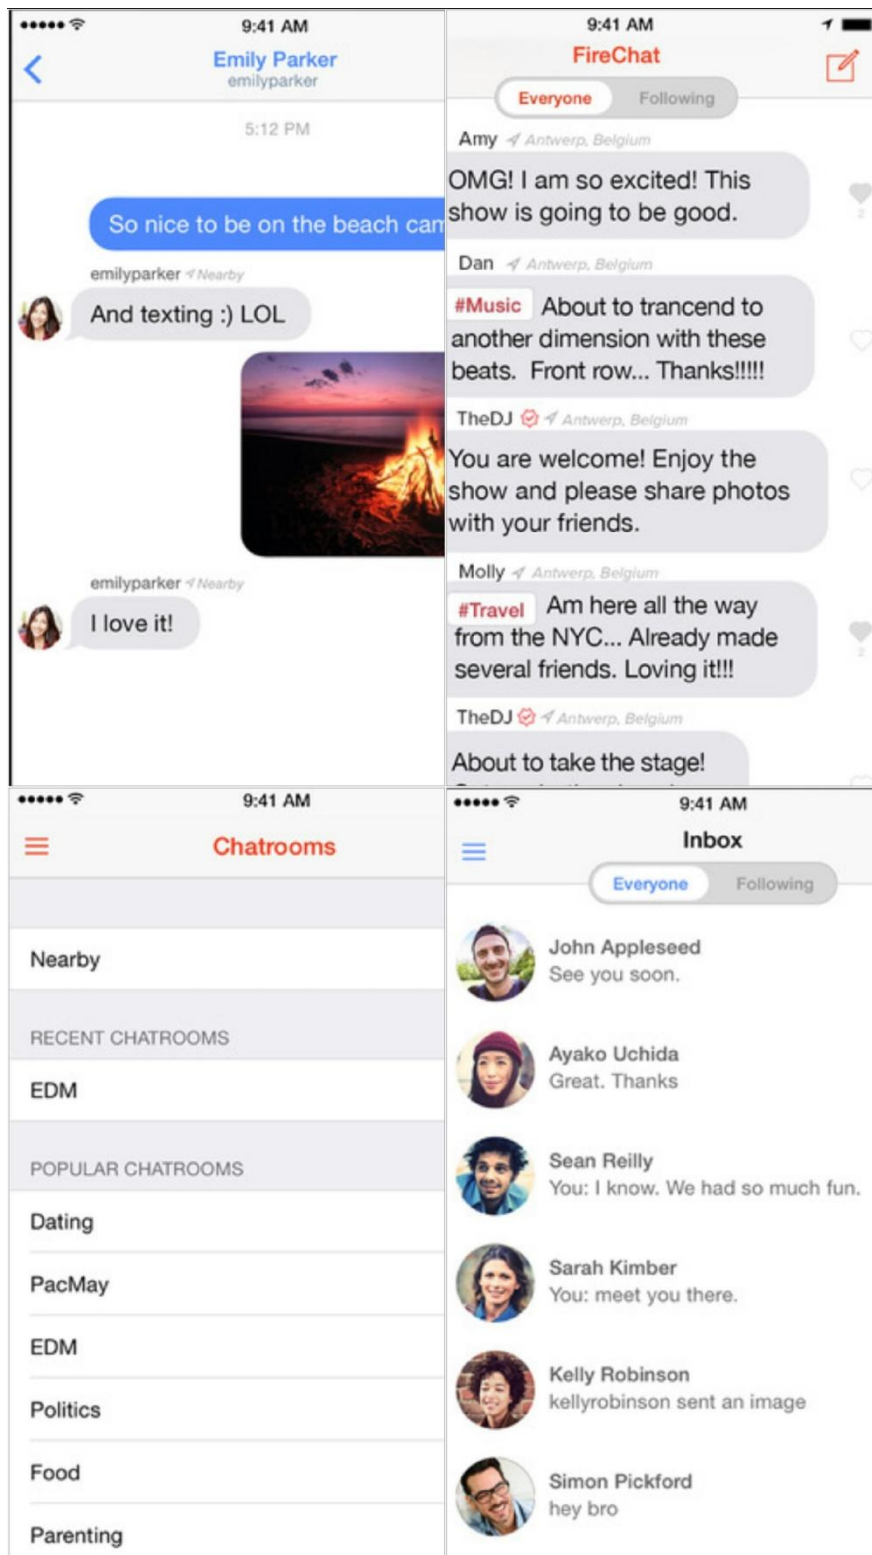 9:41 AM
Emily Parker
emilyparker
5:12 PM
So nice to be on the beach cam
emilyparker Nearby
And texting :) LOL
emilyparker Nearby
I love it!
9:41 AM
FireChat
Everyone Following
Amy Antwerp, Belgium
OMG! I am so excited! This
show is going to be good.
2
Dan Antwerp, Belgium
#Music About to trancend to
another dimension with these
beats. Front row... Thanks!!!!!
TheDJ Antwerp, Belgium
You are welcome! Enjoy the
show and please share photos
with your friends.
Molly Antwerp, Belgium
#Travel Am here all the way
from the NYC... Already made
several friends. Loving it!!!
2
TheDJ Antwerp, Belgium
About to take the stage!
9:41 AM
Chatrooms
Nearby
RECENT CHATROOMS
EDM
POPULAR CHATROOMS
Dating
PacMay
EDM
Politics
Food
Parenting
9:41 AM
Inbox
Everyone Following
John Appleseed
See you soon.
Ayako Uchida
Great. Thanks
Sean Reilly
You: I know. We had so much fun.
Sarah Kimber
You: meet you there.
Kelly Robinson
kellyrobinson sent an image
Simon Pickford
hey bro